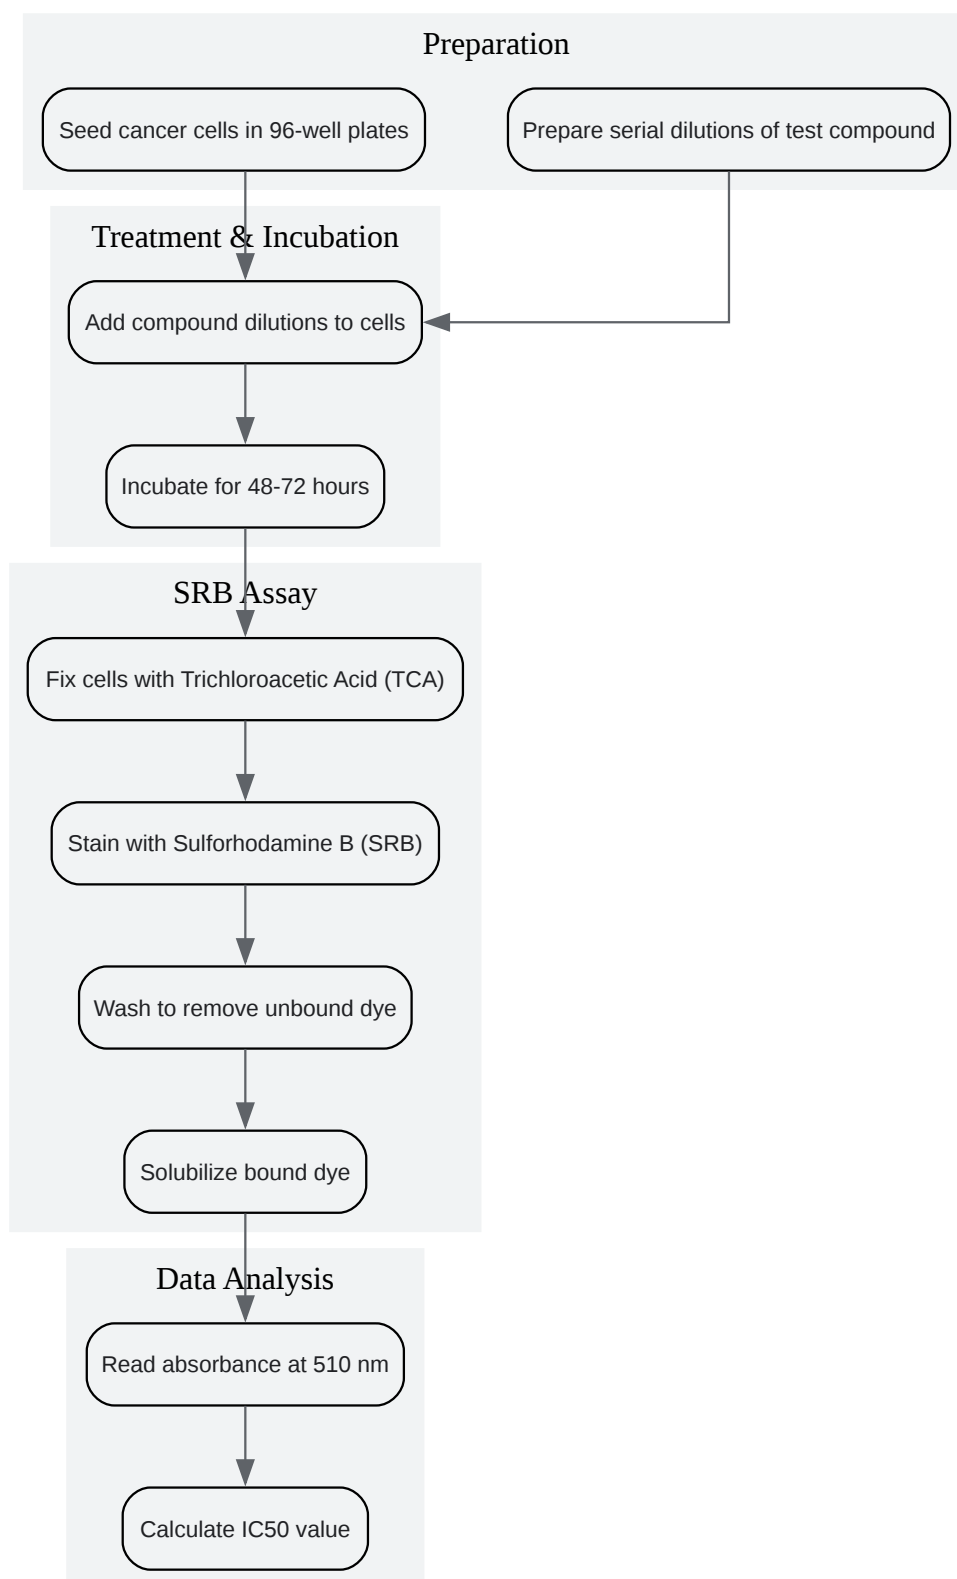 Preparation
Seed cancer cells in 96-well plates
Prepare serial dilutions of test compound
Treatment & Incubation
Add compound dilutions to cells
Incubate for 48-72 hours
SRB Assay
Fix cells with Trichloroacetic Acid (TCA)
Stain with Sulforhodamine B (SRB)
Wash to remove unbound dye
Solubilize bound dye
Data Analysis
Read absorbance at 510 nm
Calculate IC50 value